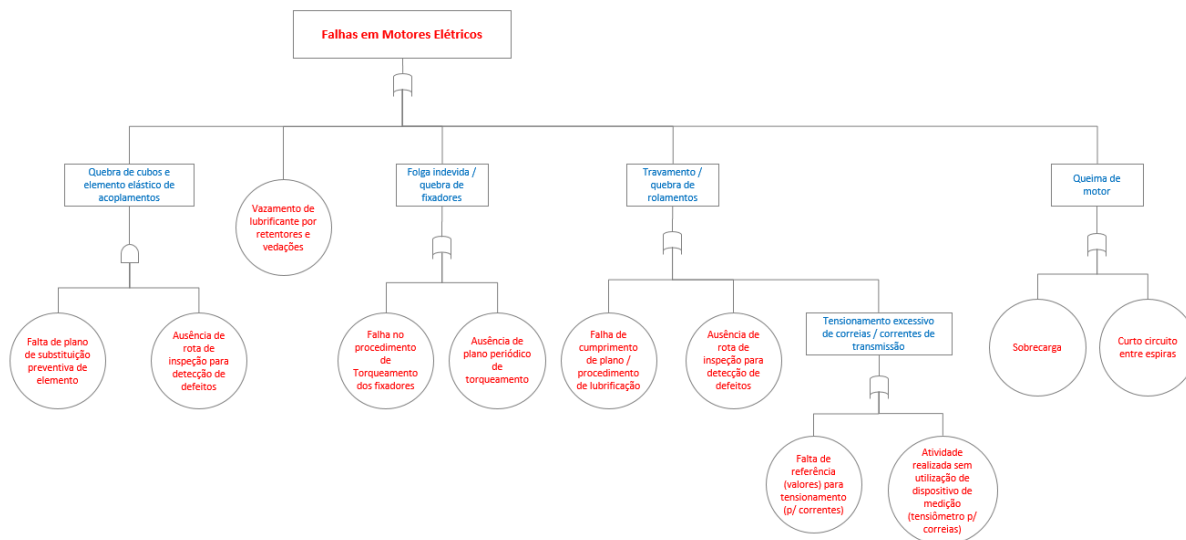 Falhas em Motores Elétricos
Quebra de cubos e
elemento elástico de
acoplamentos
Vazamento de
lubrificante por
retentores e
vedações
Folga indevida /
quebra de
fixadores
Travamento /
quebra de
rolamentos
Queima de
motor
Falta de plano
de substituição
preventiva de
elemento
Ausência de
rota de
inspeção para
detecção de
defeitos
Falha no
procedimento
de
Torqueamento
dos fixadores
Ausência de
plano periódico
de
torqueamento
Falha de
cumprimento
de plano /
procedimento
de lubrificação
Ausência de
rota de
inspeção para
detecção de
defeitos
Tensionamento excessivo
de correias / correntes de
transmissão
Sobrecarga
Curto circuito
entre espiras
Falta de
referência
(valores) para
tensionamento
(p/ correntes)
Atividade
realizada sem
utilização de
dispositivo de
medição
(tensiômetro p/
correias)